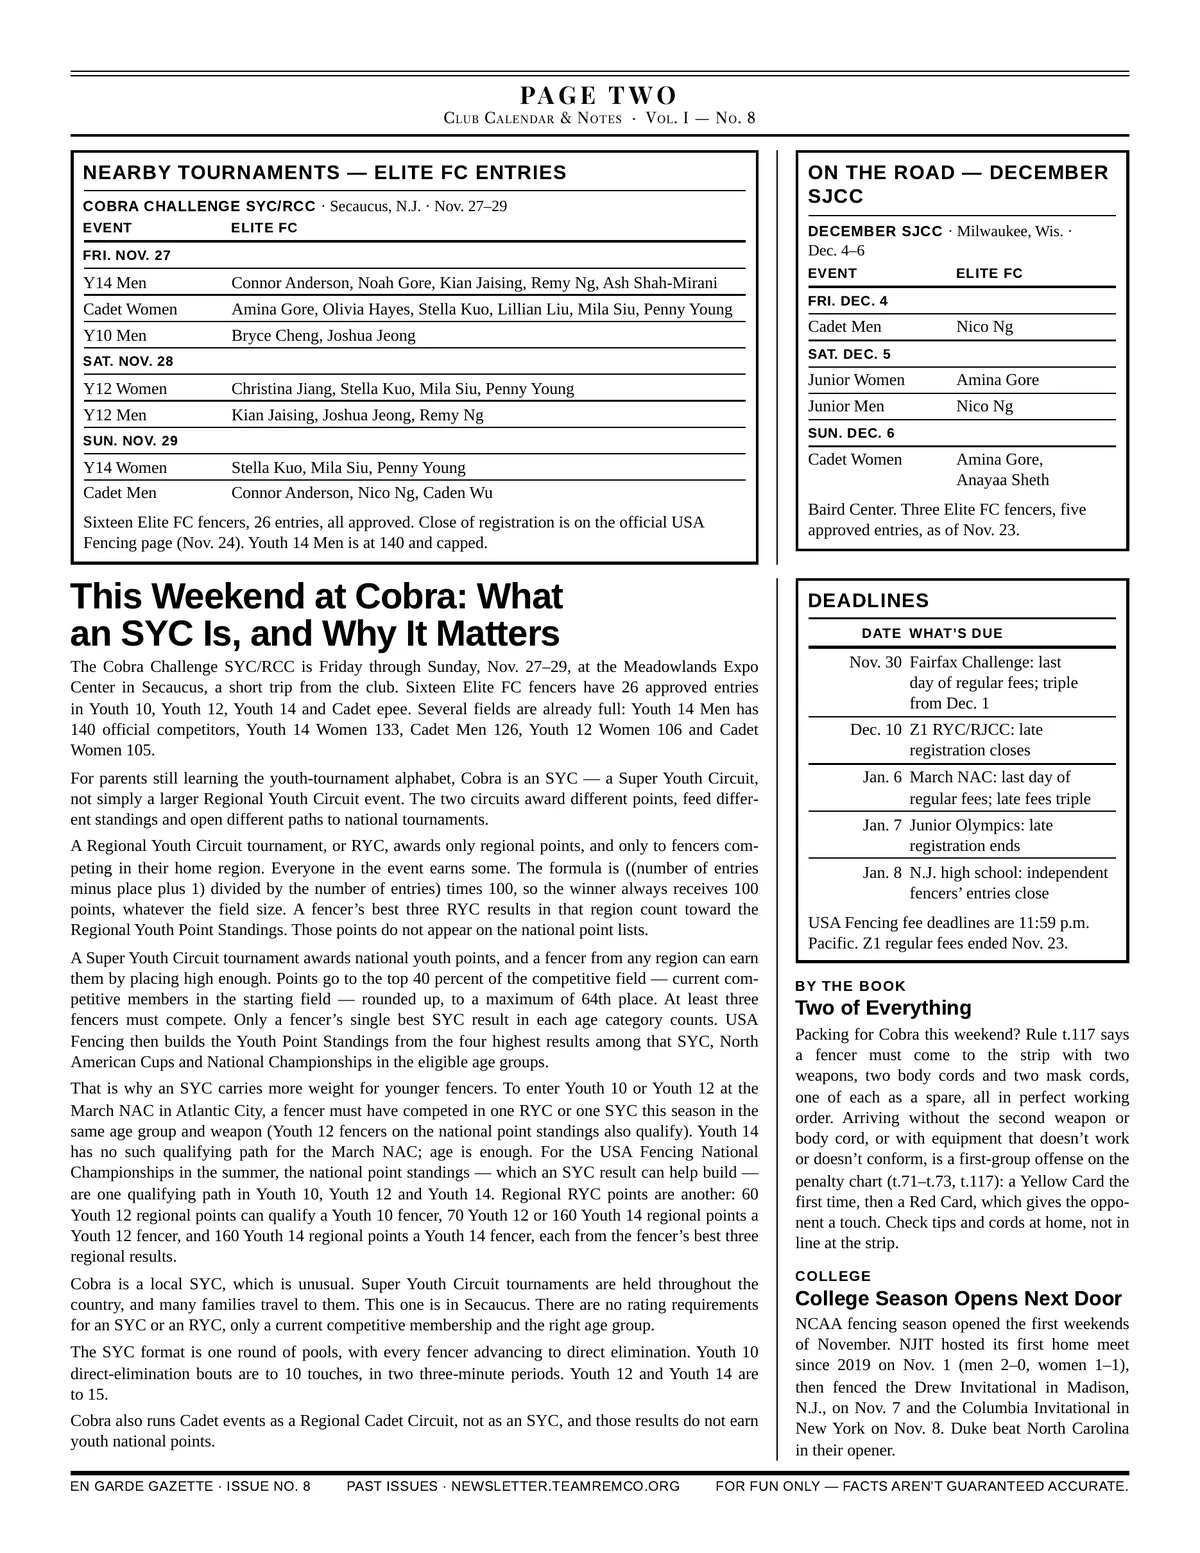 PAGE TWO
Club Calendar & Notes · Vol. I — No. 8
NEARBY TOURNAMENTS — ELITE FC ENTRIES
COBRA CHALLENGE SYC/RCC · Secaucus, N.J. · Nov. 27–29
EVENT ELITE FC
FRI. NOV. 27
Y14 Men Connor Anderson, Noah Gore, Kian Jaising, Remy Ng, Ash Shah-Mirani
Cadet Women Amina Gore, Olivia Hayes, Stella Kuo, Lillian Liu, Mila Siu, Penny Young
Y10 Men Bryce Cheng, Joshua Jeong
SAT. NOV. 28
Y12 Women Christina Jiang, Stella Kuo, Mila Siu, Penny Young
Y12 Men Kian Jaising, Joshua Jeong, Remy Ng
SUN. NOV. 29
Y14 Women Stella Kuo, Mila Siu, Penny Young
Cadet Men Connor Anderson, Nico Ng, Caden Wu
Sixteen Elite FC fencers, 26 entries, all approved. Close of registration is on the official USA
Fencing page (Nov. 24). Youth 14 Men is at 140 and capped.
ON THE ROAD — DECEMBER
SJCC
DECEMBER SJCC · Milwaukee, Wis. ·
Dec. 4–6
EVENT ELITE FC
FRI. DEC. 4
Cadet Men Nico Ng
SAT. DEC. 5
Junior Women Amina Gore
Junior Men Nico Ng
SUN. DEC. 6
Cadet Women Amina Gore,
Anayaa Sheth
Baird Center. Three Elite FC fencers, five
approved entries, as of Nov. 23.
This Weekend at Cobra: What
an SYC Is, and Why It Matters
The Cobra Challenge SYC/RCC is Friday through Sunday, Nov. 27–29, at the Meadowlands Expo
Center in Secaucus, a short trip from the club. Sixteen Elite FC fencers have 26 approved entries
in Youth 10, Youth 12, Youth 14 and Cadet epee. Several fields are already full: Youth 14 Men has
140 official competitors, Youth 14 Women 133, Cadet Men 126, Youth 12 Women 106 and Cadet
Women 105.
For parents still learning the youth-tournament alphabet, Cobra is an SYC — a Super Youth Circuit,
not simply a larger Regional Youth Circuit event. The two circuits award different points, feed differ-
ent standings and open different paths to national tournaments.
A Regional Youth Circuit tournament, or RYC, awards only regional points, and only to fencers com-
peting in their home region. Everyone in the event earns some. The formula is ((number of entries
minus place plus 1) divided by the number of entries) times 100, so the winner always receives 100
points, whatever the field size. A fencer’s best three RYC results in that region count toward the
Regional Youth Point Standings. Those points do not appear on the national point lists.
A Super Youth Circuit tournament awards national youth points, and a fencer from any region can earn
them by placing high enough. Points go to the top 40 percent of the competitive field — current com-
petitive members in the starting field — rounded up, to a maximum of 64th place. At least three
fencers must compete. Only a fencer’s single best SYC result in each age category counts. USA
Fencing then builds the Youth Point Standings from the four highest results among that SYC, North
American Cups and National Championships in the eligible age groups.
That is why an SYC carries more weight for younger fencers. To enter Youth 10 or Youth 12 at the
March NAC in Atlantic City, a fencer must have competed in one RYC or one SYC this season in the
same age group and weapon (Youth 12 fencers on the national point standings also qualify). Youth 14
has no such qualifying path for the March NAC; age is enough. For the USA Fencing National
Championships in the summer, the national point standings — which an SYC result can help build —
are one qualifying path in Youth 10, Youth 12 and Youth 14. Regional RYC points are another: 60
Youth 12 regional points can qualify a Youth 10 fencer, 70 Youth 12 or 160 Youth 14 regional points a
Youth 12 fencer, and 160 Youth 14 regional points a Youth 14 fencer, each from the fencer’s best three
regional results.
Cobra is a local SYC, which is unusual. Super Youth Circuit tournaments are held throughout the
country, and many families travel to them. This one is in Secaucus. There are no rating requirements
for an SYC or an RYC, only a current competitive membership and the right age group.
The SYC format is one round of pools, with every fencer advancing to direct elimination. Youth 10
direct-elimination bouts are to 10 touches, in two three-minute periods. Youth 12 and Youth 14 are
to 15.
Cobra also runs Cadet events as a Regional Cadet Circuit, not as an SYC, and those results do not earn
youth national points.
DEADLINES
DATE WHAT’S DUE
Nov. 30 Fairfax Challenge: last
day of regular fees; triple
from Dec. 1
Dec. 10 Z1 RYC/RJCC: late
registration closes
Jan. 6 March NAC: last day of
regular fees; late fees triple
Jan. 7 Junior Olympics: late
registration ends
Jan. 8 N.J. high school: independent
fencers’ entries close
USA Fencing fee deadlines are 11:59 p.m.
Pacific. Z1 regular fees ended Nov. 23.
BY THE BOOK
Two of Everything
Packing for Cobra this weekend? Rule t.117 says
a fencer must come to the strip with two
weapons, two body cords and two mask cords,
one of each as a spare, all in perfect working
order. Arriving without the second weapon or
body cord, or with equipment that doesn’t work
or doesn’t conform, is a first-group offense on the
penalty chart (t.71–t.73, t.117): a Yellow Card the
first time, then a Red Card, which gives the oppo-
nent a touch. Check tips and cords at home, not in
line at the strip.
COLLEGE
College Season Opens Next Door
NCAA fencing season opened the first weekends
of November. NJIT hosted its first home meet
since 2019 on Nov. 1 (men 2–0, women 1–1),
then fenced the Drew Invitational in Madison,
N.J., on Nov. 7 and the Columbia Invitational in
New York on Nov. 8. Duke beat North Carolina
in their opener.
EN GARDE GAZETTE · ISSUE NO. 8 PAST ISSUES · NEWSLETTER.TEAMREMCO.ORG FOR FUN ONLY — FACTS AREN’T GUARANTEED ACCURATE.